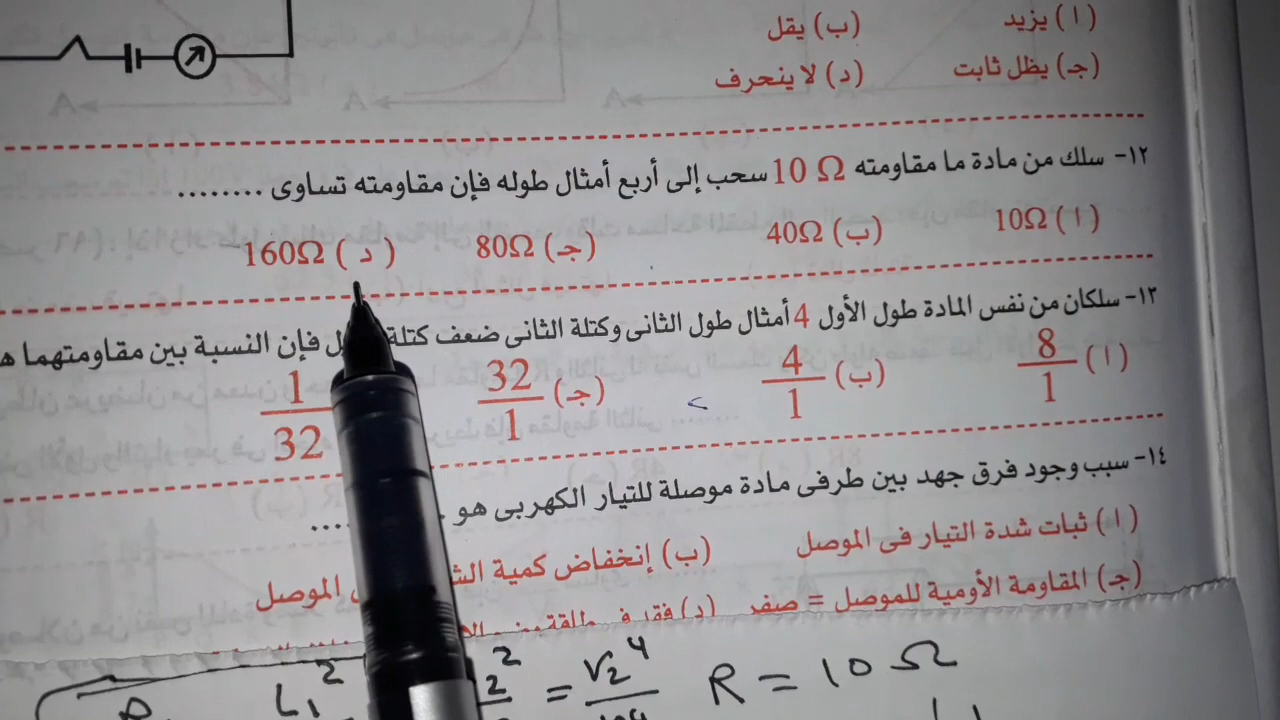 (أ) يزيد (ب) يقل
(جـ) يظل ثابت (د) لا ينحرف
١٢- سلك من مادة ما مقاومته 10 Ω سحب إلى أربع أمثال طوله فإن مقاومته تساوى ........
(أ) 10Ω (ب) 40Ω (جـ) 80Ω (د) 160Ω
١٣- سلكان من نفس المادة طول الأول 4 أمثال طول الثانى وكتلة الثانى ضعف كتلة فإن النسبة بين مقاومتهما
(أ) 8/1 (ب) 4/1 (جـ) 32/1 1/32
١٤- سبب وجود فرق جهد بين طرفى مادة موصلة للتيار الكهربى هو ........
(أ) ثبات شدة التيار فى الموصل (ب) إنخفاض كمية الموصل
(جـ) المقاومة الأومية للموصل = صفر (د) فقد
L₁² = r₂⁴ R = 10 Ω